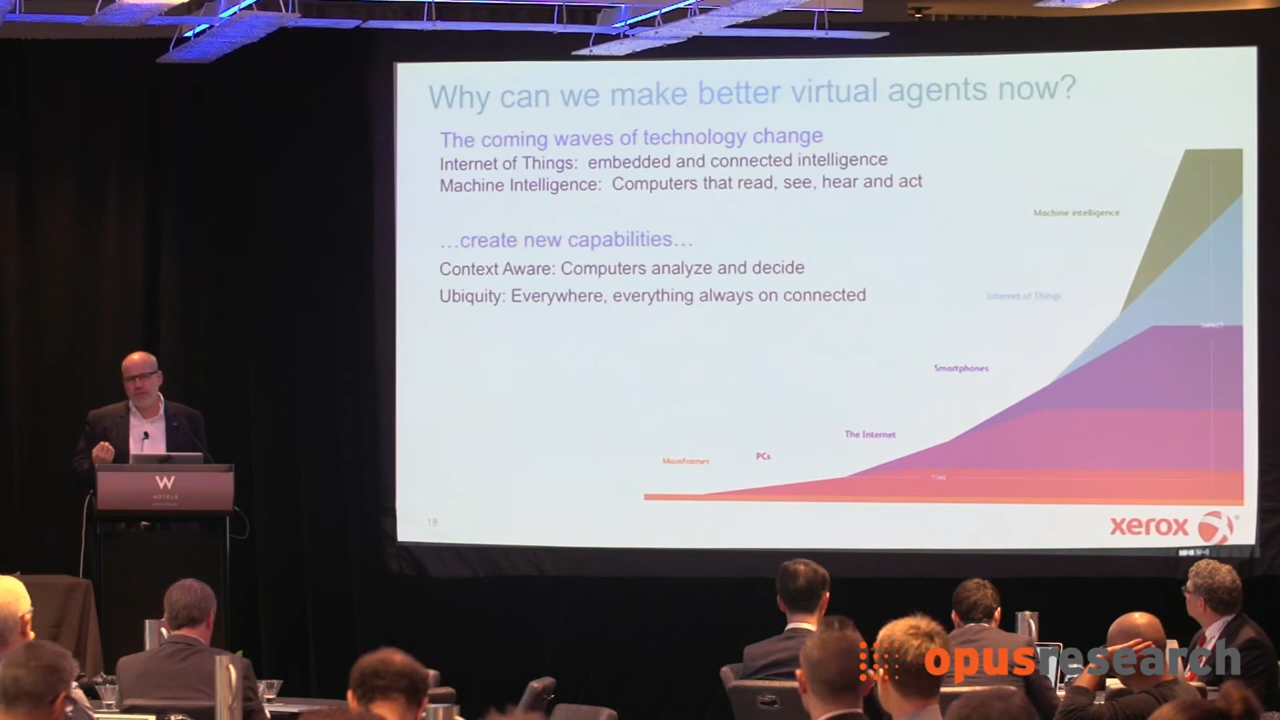 Why can we make better virtual agents now?
The coming waves of technology change
Internet of Things: embedded and connected intelligence
Machine Intelligence: Computers that read, see, hear and act
…create new capabilities…
Context Aware: Computers analyze and decide
Ubiquity: Everywhere, everything always on connected
Machine intelligence
Internet of Things
IMPACT
Smartphones
The Internet
PCs
Mainframes
TIME
18
xerox
W
HOTELS
opusresearch